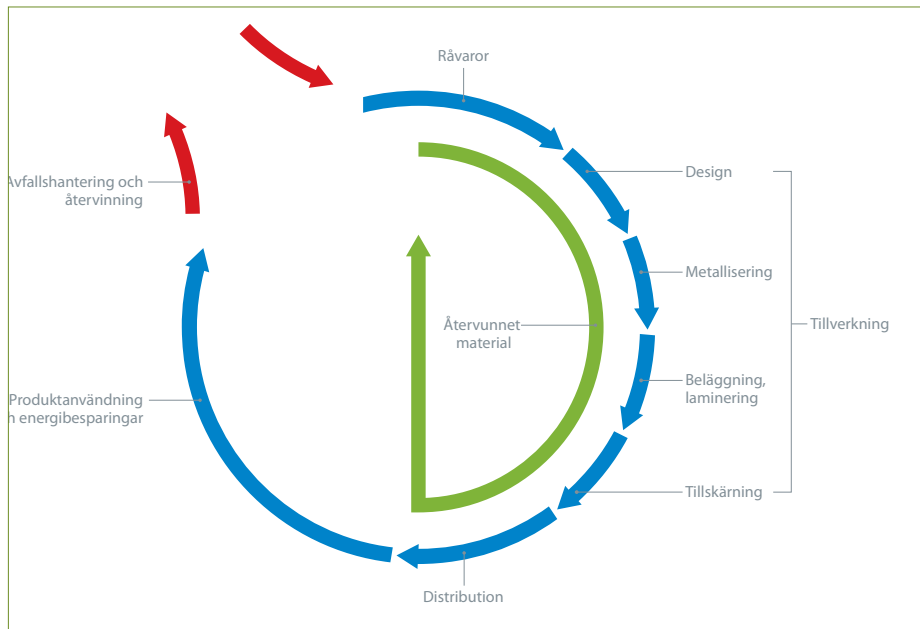 Råvaror
Design
Metallisering
Tillverkning
Beläggning,
laminering
Tillskärning
Distribution
Produktanvändning
energibesparingar
Avfallshantering och
återvinning
Återvunnet
material